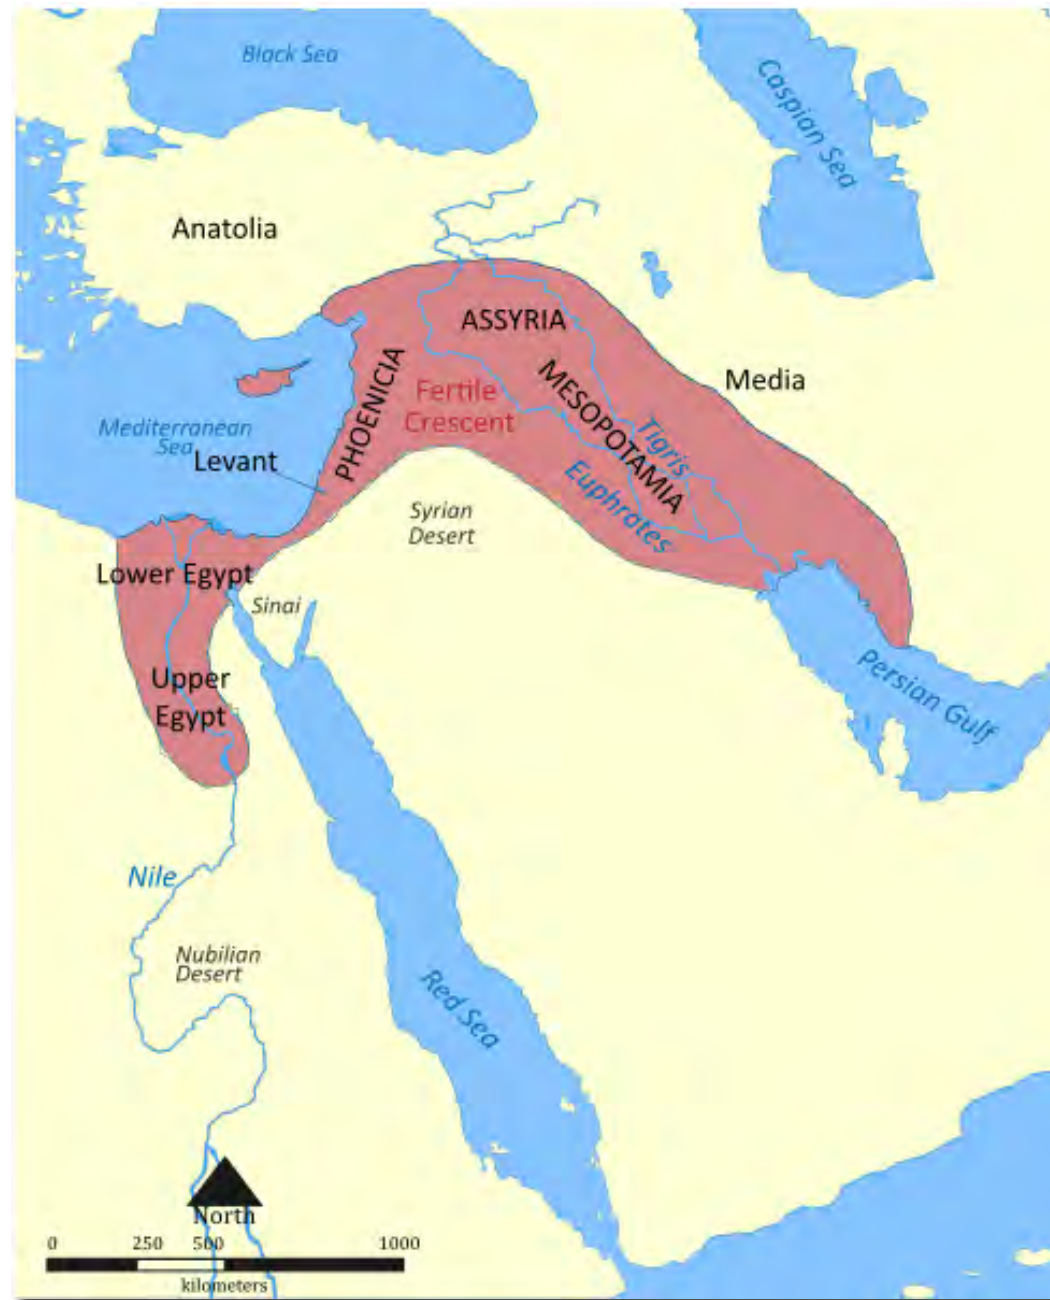 Black Sea
Caspian Sea
Anatolia
ASSYRIA
MESOPOTAMIA
Media
PHOENICIA
Fertile
Crescent
Tigris
Mediterranean
Sea
Levant
Euphrates
Syrian
Desert
Lower Egypt
Sinai
Upper
Egypt
Persian Gulf
Nile
Nubilian
Desert
Red Sea
North
0 250 500 1000
kilometers